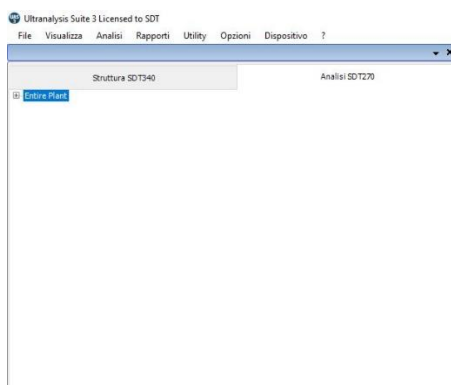 Ultranalysis Suite 3 Licensed to SDT
File Visualizza Analisi Rapporti Utility Opzioni Dispositivo ?
Struttura SDT340 Analisi SDT270
Entire Plant